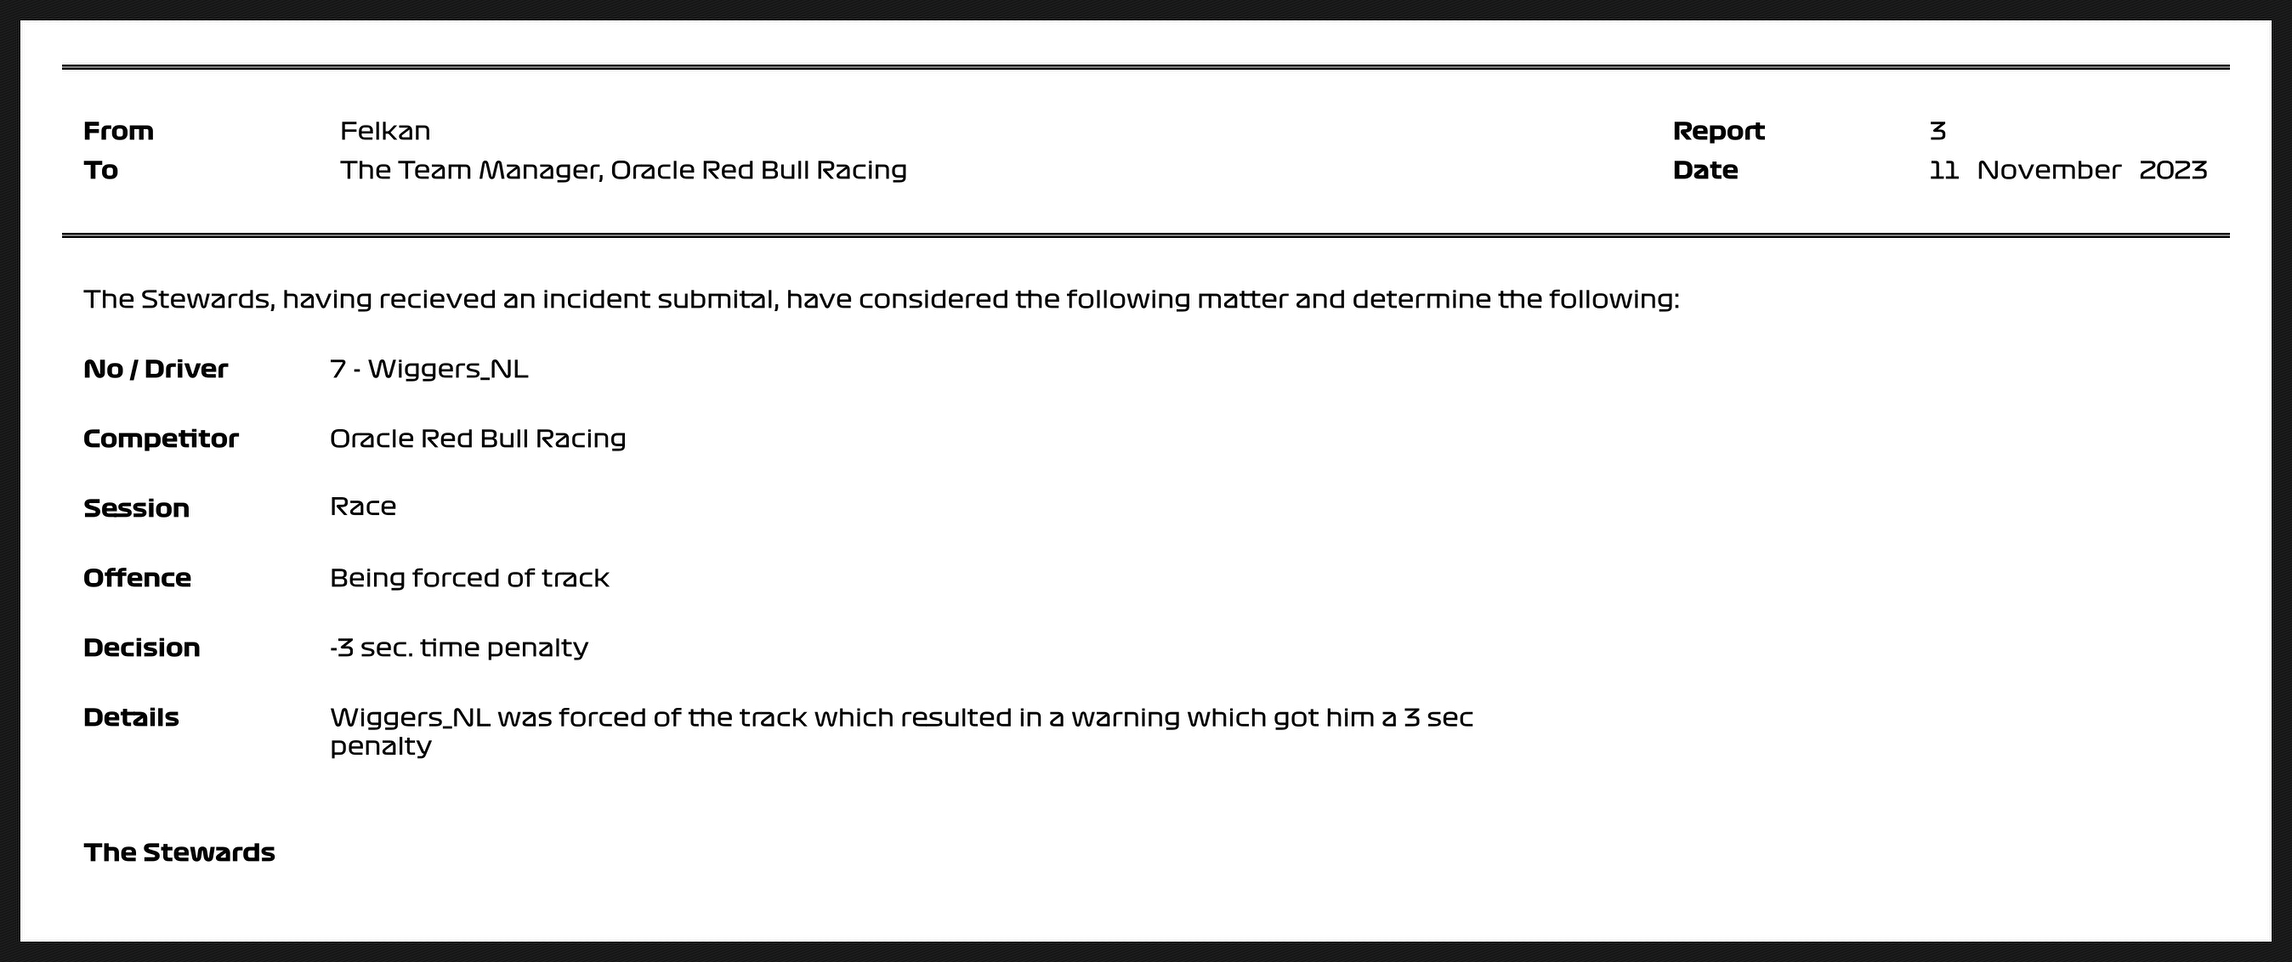 From Felkan Report 3
To The Team Manager, Oracle Red Bull Racing Date 11 November 2023
The Stewards, having recieved an incident submital, have considered the following matter and determine the following:
No / Driver 7 - Wiggers_NL
Competitor Oracle Red Bull Racing
Session Race
Offence Being forced of track
Decision -3 sec. time penalty
Details Wiggers_NL was forced of the track which resulted in a warning which got him a 3 sec
penalty
The Stewards